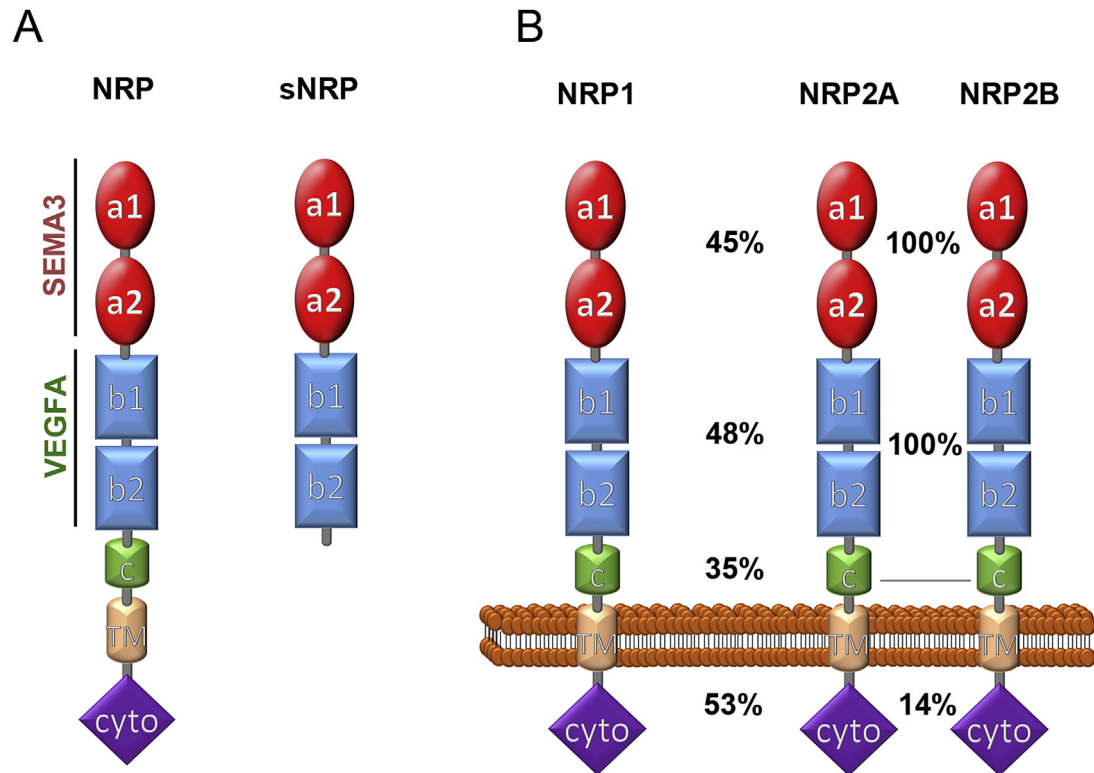 A
B
NRP
sNRP
NRP1
NRP2A
NRP2B
SEMA3
VEGFA
a1
a2
b1
b2
c
TM
cyto
a1
a2
b1
b2
a1
a2
b1
b2
c
TM
cyto
45%
48%
35%
53%
a1
a2
b1
b2
c
TM
cyto
100%
100%
14%
a1
a2
b1
b2
c
TM
cyto